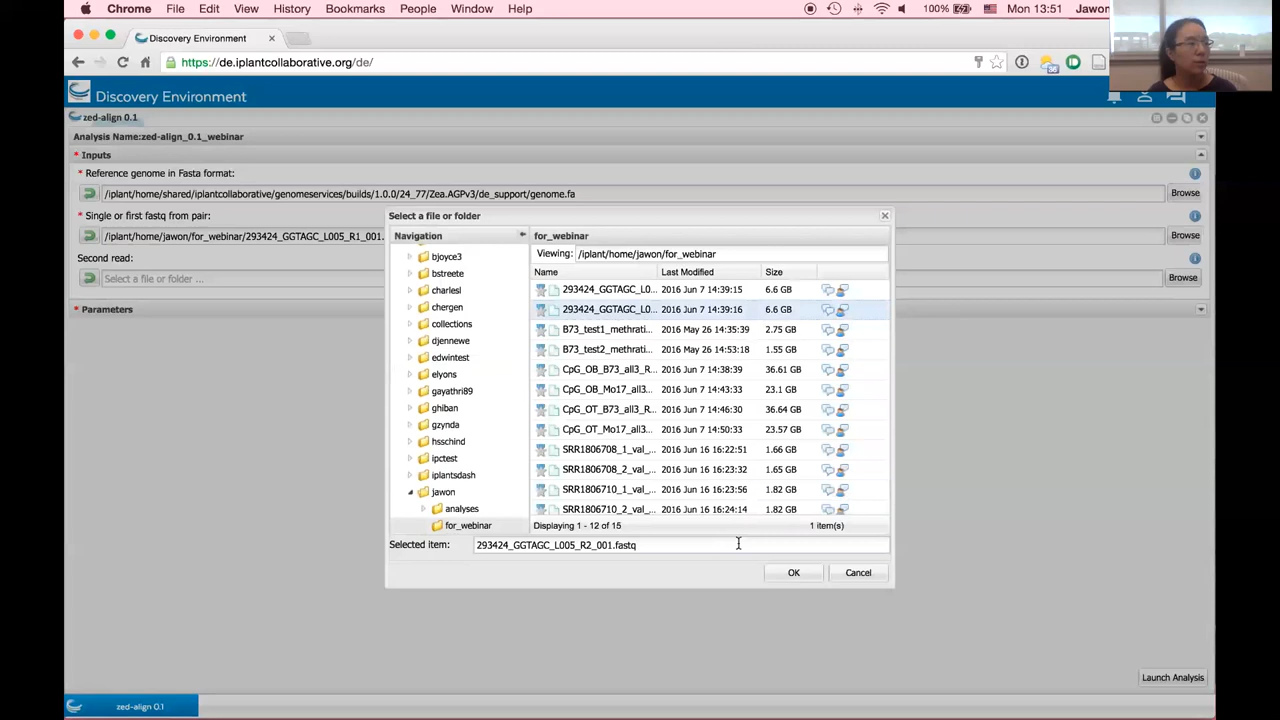 Chrome File Edit View History Bookmarks People Window Help 100% Mon 13:51 Jawon
Discovery Environment
https://de.iplantcollaborative.org/de/
Discovery Environment
zed-align 0.1
Analysis Name:zed-align_0.1_webinar
* Inputs
* Reference genome in Fasta format:
/iplant/home/shared/iplantcollaborative/genomeservices/builds/1.0.0/24_77/Zea.AGPv3/de_support/genome.fa Browse
* Single or first fastq from pair:
/iplant/home/jawon/for_webinar/293424_GGTAGC_L005_R1_001. Browse
Second read:
Select a file or folder ... Browse
* Parameters
Select a file or folder
Navigation
bjoyce3
bstreete
charlesl
chergen
collections
djennewe
edwintest
elyons
gayathri89
ghiban
gzynda
hsschind
ipctest
iplantsdash
jawon
analyses
for_webinar
for_webinar
Viewing: /iplant/home/jawon/for_webinar
Name Last Modified Size
293424_GGTAGC_L0... 2016 Jun 7 14:39:15 6.6 GB
293424_GGTAGC_L0... 2016 Jun 7 14:39:16 6.6 GB
B73_test1_methrati... 2016 May 26 14:35:39 2.75 GB
B73_test2_methrati... 2016 May 26 14:53:18 1.55 GB
CpG_OB_B73_all3_R... 2016 Jun 7 14:38:39 36.61 GB
CpG_OB_Mo17_all3... 2016 Jun 7 14:43:33 23.1 GB
CpG_OT_B73_all3_R... 2016 Jun 7 14:46:30 36.64 GB
CpG_OT_Mo17_all3... 2016 Jun 7 14:50:33 23.57 GB
SRR1806708_1_val_... 2016 Jun 16 16:22:51 1.66 GB
SRR1806708_2_val_... 2016 Jun 16 16:23:32 1.65 GB
SRR1806710_1_val_... 2016 Jun 16 16:23:56 1.82 GB
SRR1806710_2_val_... 2016 Jun 16 16:24:14 1.82 GB
Displaying 1 - 12 of 15 1 item(s)
Selected item: 293424_GGTAGC_L005_R2_001.fastq
OK Cancel
Launch Analysis
zed-align 0.1